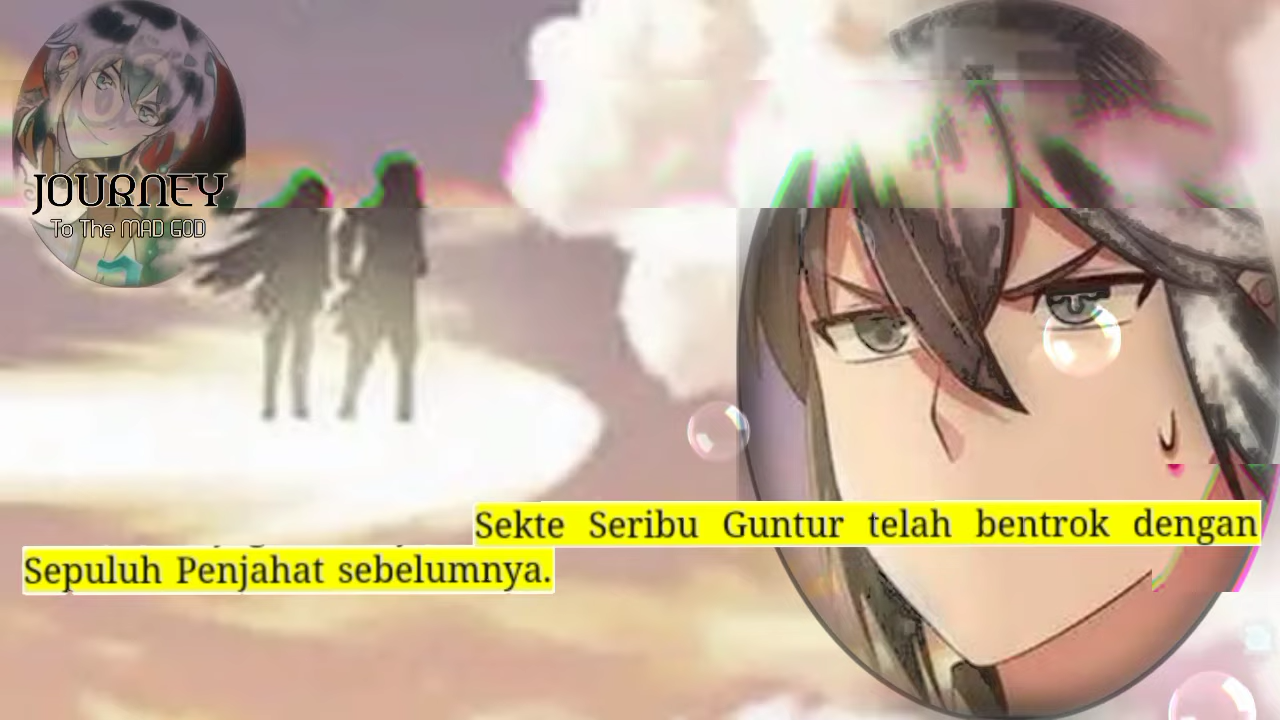 JOURNEY
To The MAD GOD
Sekte Seribu Guntur telah bentrok dengan
Sepuluh Penjahat sebelumnya.